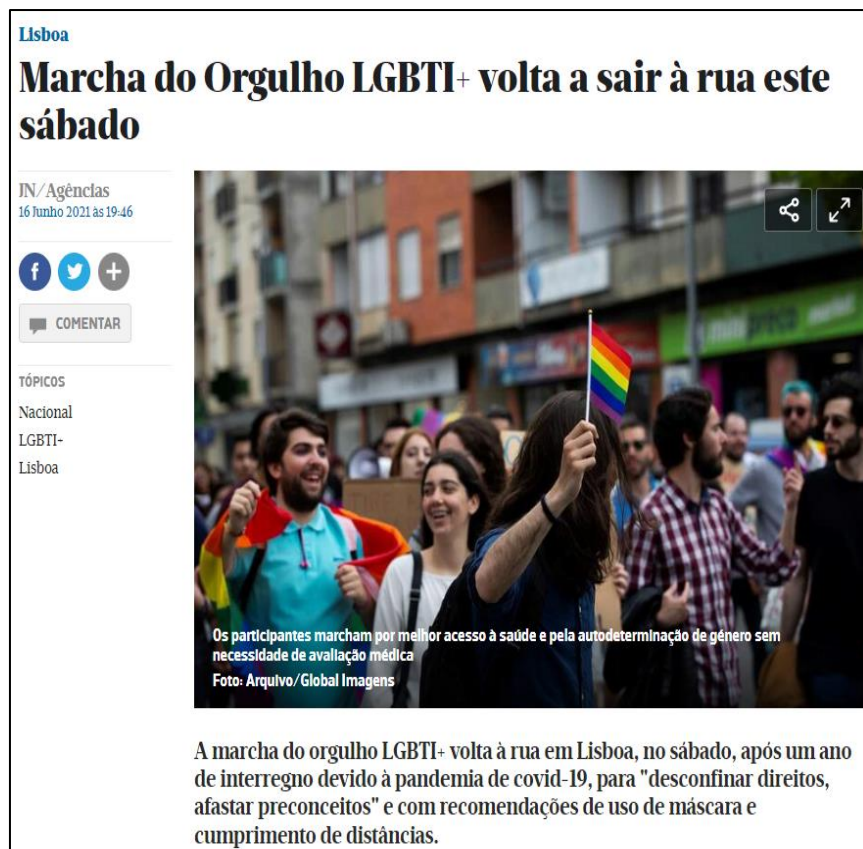 Lisboa
Marcha do Orgulho LGBTI+ volta a sair à rua este
sábado
JN/Agências
16 Junho 2021 às 19:46
COMENTAR
TÓPICOS
Nacional
LGBTI+
Lisboa
Os participantes marcham por melhor acesso à saúde e pela autodeterminação de género sem
necessidade de avaliação médica
Foto: Arquivo/Global Imagens
A marcha do orgulho LGBTI+ volta à rua em Lisboa, no sábado, após um ano
de interregno devido à pandemia de covid-19, para "desconfinar direitos,
afastar preconceitos" e com recomendações de uso de máscara e
cumprimento de distâncias.